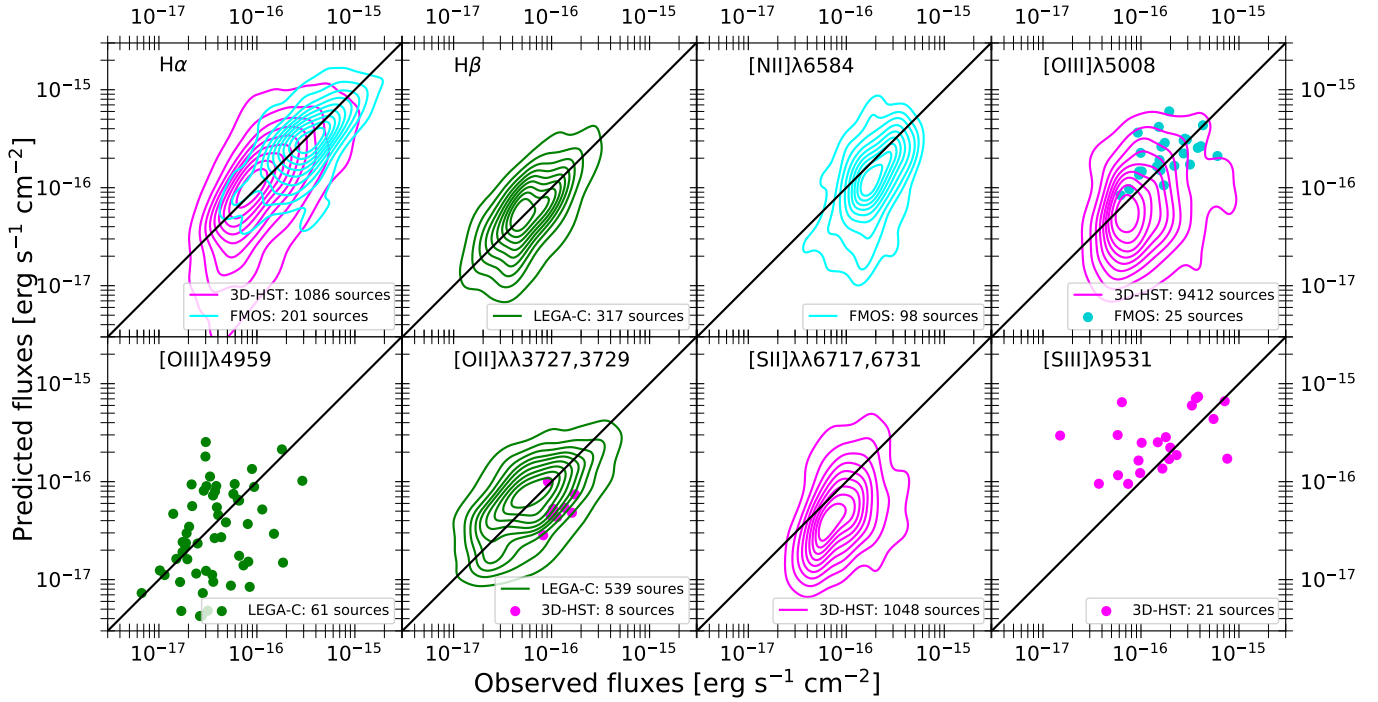 10⁻¹⁷ 10⁻¹⁶ 10⁻¹⁵ 10⁻¹⁷ 10⁻¹⁶ 10⁻¹⁵ 10⁻¹⁷ 10⁻¹⁶ 10⁻¹⁵ 10⁻¹⁷ 10⁻¹⁶ 10⁻¹⁵
Predicted fluxes [erg s⁻¹ cm⁻²]
10⁻¹⁵
10⁻¹⁶
10⁻¹⁷
Hα
3D-HST: 1086 sources
FMOS: 201 sources
Hβ
LEGA-C: 317 sources
[NII]λ6584
FMOS: 98 sources
[OIII]λ5008
3D-HST: 9412 sources
FMOS: 25 sources
10⁻¹⁵
10⁻¹⁶
10⁻¹⁷
10⁻¹⁵
10⁻¹⁶
10⁻¹⁷
[OIII]λ4959
LEGA-C: 61 sources
[OII]λλ3727,3729
LEGA-C: 539 soures
3D-HST: 8 sources
[SII]λλ6717,6731
3D-HST: 1048 sources
[SIII]λ9531
3D-HST: 21 sources
10⁻¹⁵
10⁻¹⁶
10⁻¹⁷
10⁻¹⁷ 10⁻¹⁶ 10⁻¹⁵ 10⁻¹⁷ 10⁻¹⁶ 10⁻¹⁵ 10⁻¹⁷ 10⁻¹⁶ 10⁻¹⁵ 10⁻¹⁷ 10⁻¹⁶ 10⁻¹⁵
Observed fluxes [erg s⁻¹ cm⁻²]